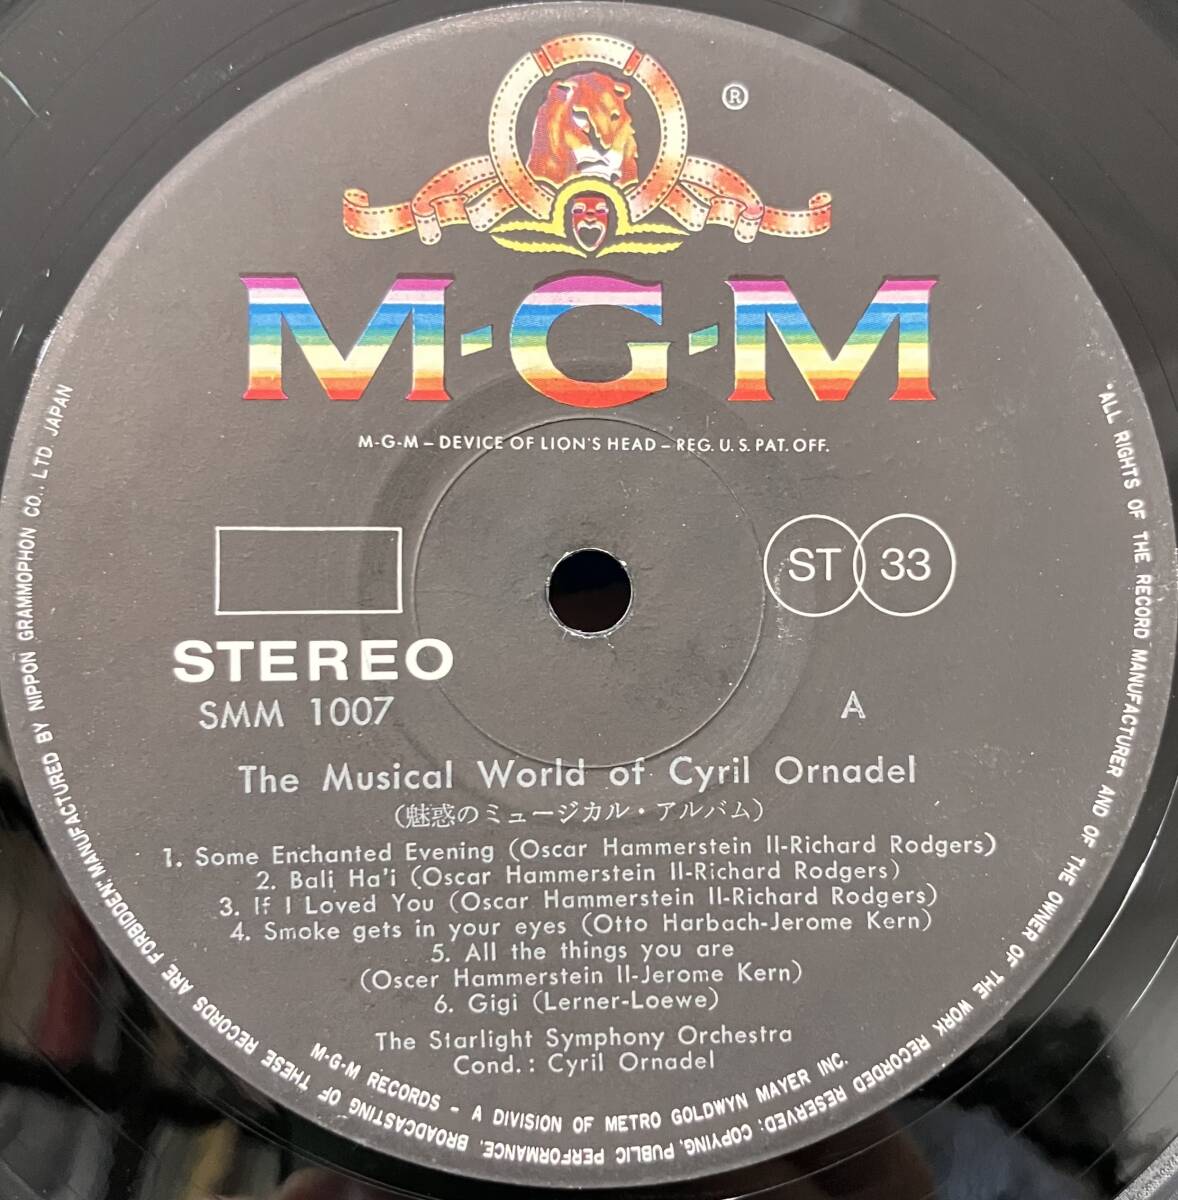 ®
M-G-M
M-G-M – DEVICE OF LION'S HEAD – REG. U. S. PAT. OFF.
ST 33
STEREO
SMM 1007
A
The Musical World of Cyril Ornadel
(魅惑のミュージカル・アルバム)
1. Some Enchanted Evening (Oscar Hammerstein II-Richard Rodgers)
2. Bali Ha'i (Oscar Hammerstein II-Richard Rodgers)
3. If I Loved You (Oscar Hammerstein II-Richard Rodgers)
4. Smoke gets in your eyes (Otto Harbach-Jerome Kern)
5. All the things you are
(Oscer Hammerstein II-Jerome Kern)
6. Gigi (Lerner-Loewe)
The Starlight Symphony Orchestra
Cond.: Cyril Ornadel
M-G-M RECORDS - A DIVISION OF METRO GOLDWYN MAYER INC.
"ALL RIGHTS OF THE RECORD MANUFACTURER AND OF THE OWNER OF THE WORK RECORDED RESERVED: COPYING, PUBLIC PERFORMANCE, BROADCASTING OF THESE RECORDS ARE FORBIDDEN." MANUFACTURED BY NIPPON GRAMMOPHON CO., LTD. JAPAN